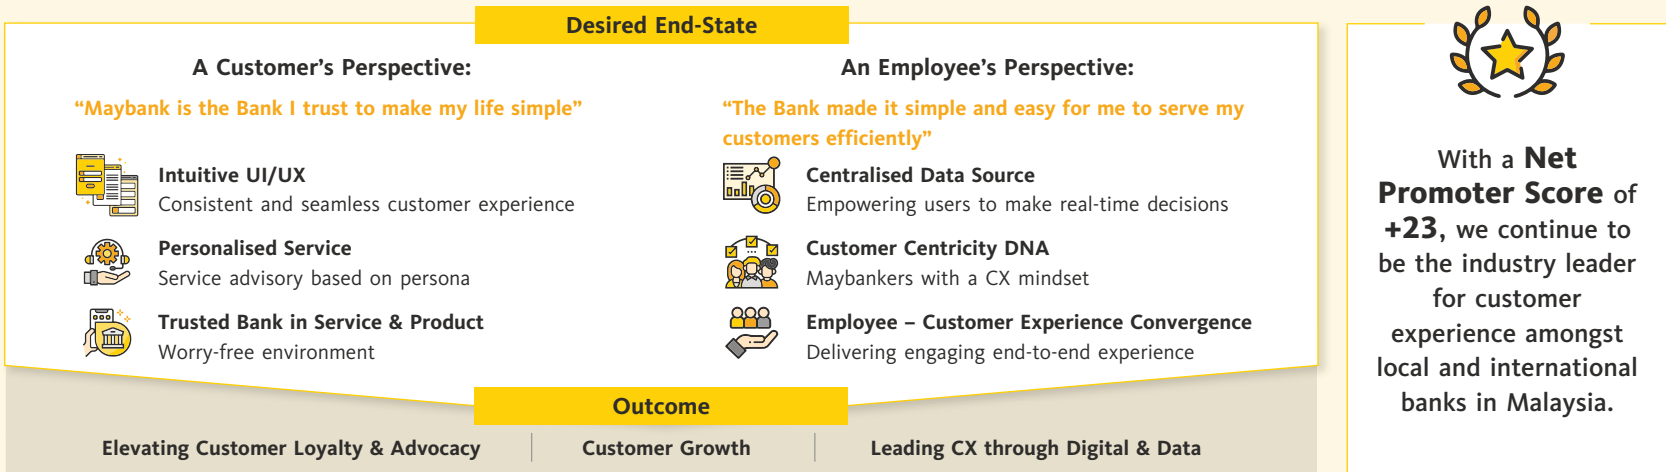 Desired End-State
A Customer's Perspective:
“Maybank is the Bank I trust to make my life simple”
Intuitive UI/UX
Consistent and seamless customer experience
Personalised Service
Service advisory based on persona
Trusted Bank in Service & Product
Worry-free environment
An Employee's Perspective:
“The Bank made it simple and easy for me to serve my
customers efficiently”
Centralised Data Source
Empowering users to make real-time decisions
Customer Centricity DNA
Maybankers with a CX mindset
Employee – Customer Experience Convergence
Delivering engaging end-to-end experience
Outcome
Elevating Customer Loyalty & Advocacy
Customer Growth
Leading CX through Digital & Data
With a Net
Promoter Score of
+23, we continue to
be the industry leader
for customer
experience amongst
local and international
banks in Malaysia.